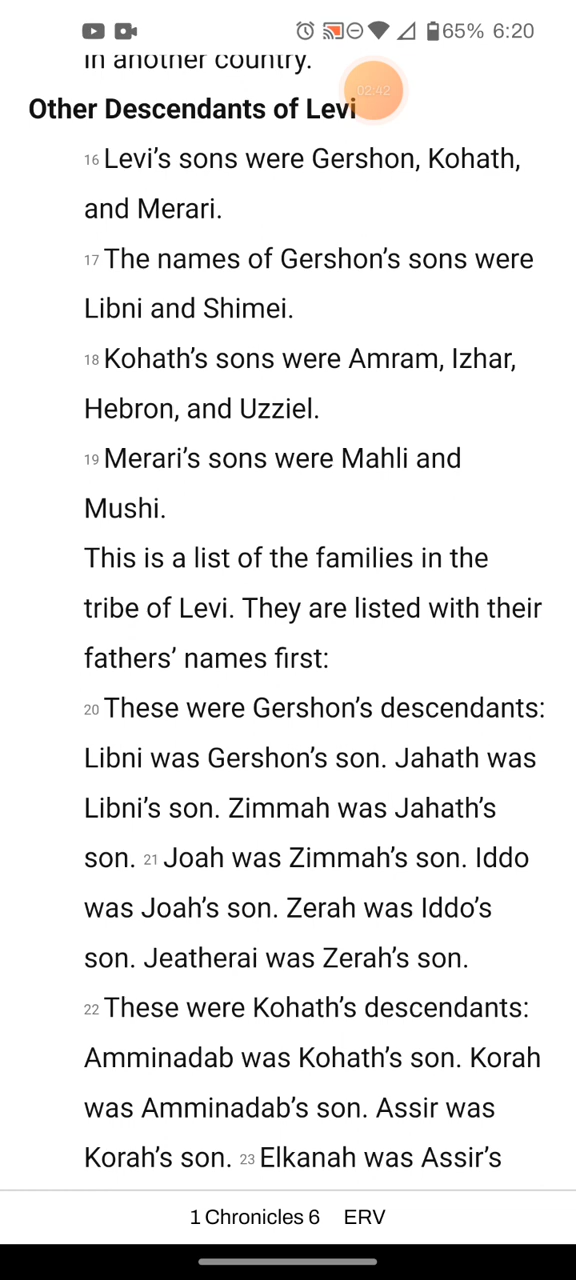 65% 6:20
in another country.
02:42
Other Descendants of Levi
16 Levi’s sons were Gershon, Kohath,
and Merari.
17 The names of Gershon’s sons were
Libni and Shimei.
18 Kohath’s sons were Amram, Izhar,
Hebron, and Uzziel.
19 Merari’s sons were Mahli and
Mushi.
This is a list of the families in the
tribe of Levi. They are listed with their
fathers’ names first:
20 These were Gershon’s descendants:
Libni was Gershon’s son. Jahath was
Libni’s son. Zimmah was Jahath’s
son. 21 Joah was Zimmah’s son. Iddo
was Joah’s son. Zerah was Iddo’s
son. Jeatherai was Zerah’s son.
22 These were Kohath’s descendants:
Amminadab was Kohath’s son. Korah
was Amminadab’s son. Assir was
Korah’s son. 23 Elkanah was Assir’s
1 Chronicles 6 ERV